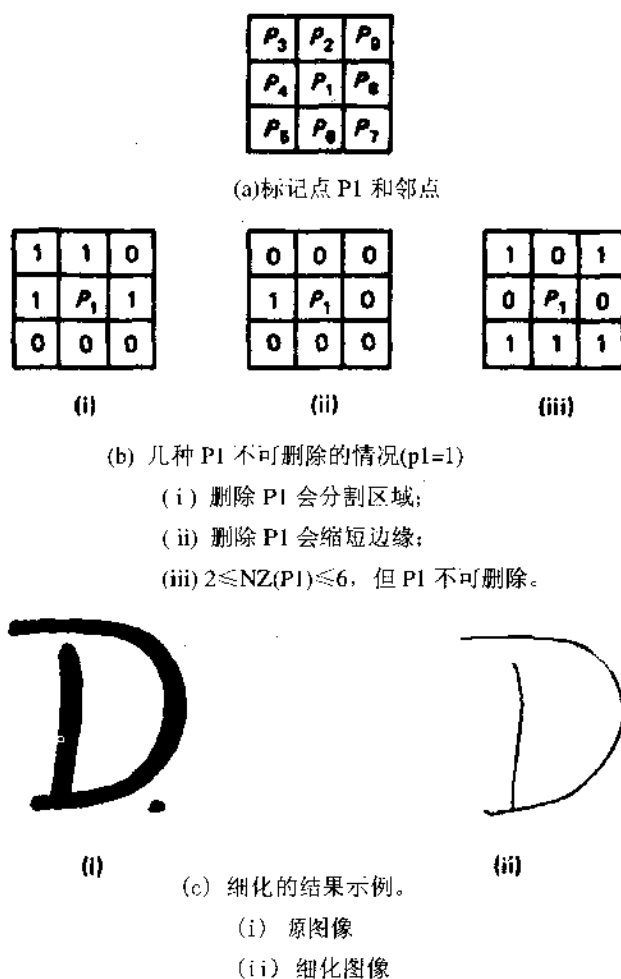 P₃ P₂ P₉
P₄ P₁ P₈
P₅ P₆ P₇
(a)标记点 P1 和邻点
1 1 0 0 0 0 1 0 1
1 P₁ 1 1 P₁ 0 0 P₁ 0
0 0 0 0 0 0 1 1 1
(i) (ii) (iii)
(b) 几种 P1 不可删除的情况(p1=1)
(i) 删除 P1 会分割区域;
(ii) 删除 P1 会缩短边缘;
(iii) 2≤NZ(P1)≤6，但 P1 不可删除。
D.
D
(i) (ii)
(c) 细化的结果示例。
(i) 原图像
(ii) 细化图像